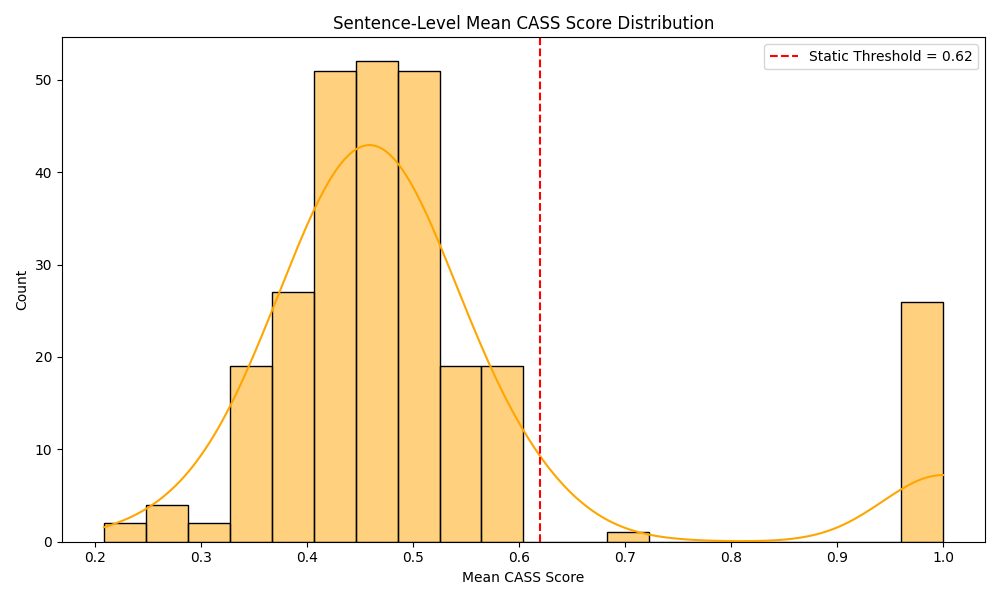 Sentence-Level Mean CASS Score Distribution
Static Threshold = 0.62
Count
50
40
30
20
10
0
0.2 0.3 0.4 0.5 0.6 0.7 0.8 0.9 1.0
Mean CASS Score